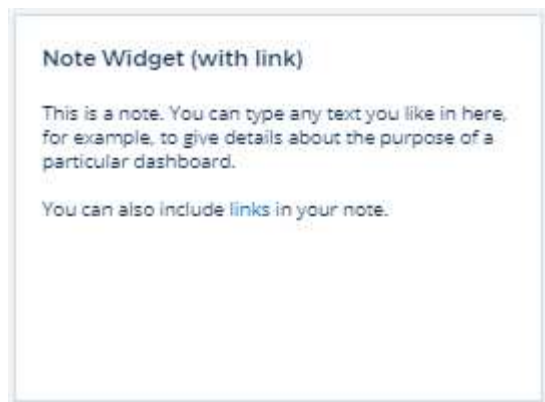 Note Widget (with link)
This is a note. You can type any text you like in here,
for example, to give details about the purpose of a
particular dashboard.
You can also include links in your note.